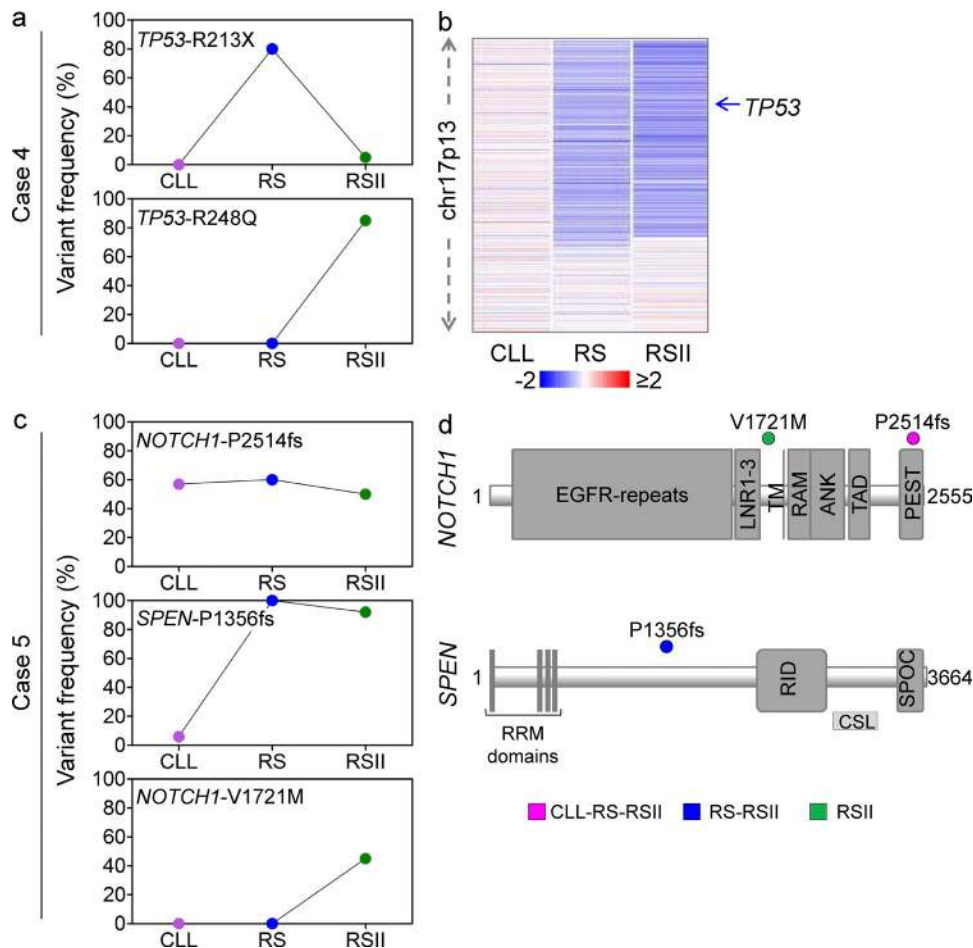 a
Case 4
Variant frequency (%)
TP53-R213X
100
80
60
40
20
0
CLL RS RSII
TP53-R248Q
100
80
60
40
20
0
CLL RS RSII
b
chr17p13
TP53
CLL RS RSII
-2 ≥2
c
Case 5
Variant frequency (%)
NOTCH1-P2514fs
100
80
60
40
20
0
CLL RS RSII
SPEN-P1356fs
100
80
60
40
20
0
CLL RS RSII
NOTCH1-V1721M
100
80
60
40
20
0
CLL RS RSII
d
V1721M P2514fs
NOTCH1
1 EGFR-repeats LNR1-3 TM RAM ANK TAD PEST 2555
P1356fs
SPEN
1 RID SPOC 3664
CSL
RRM
domains
CLL-RS-RSII RS-RSII RSII